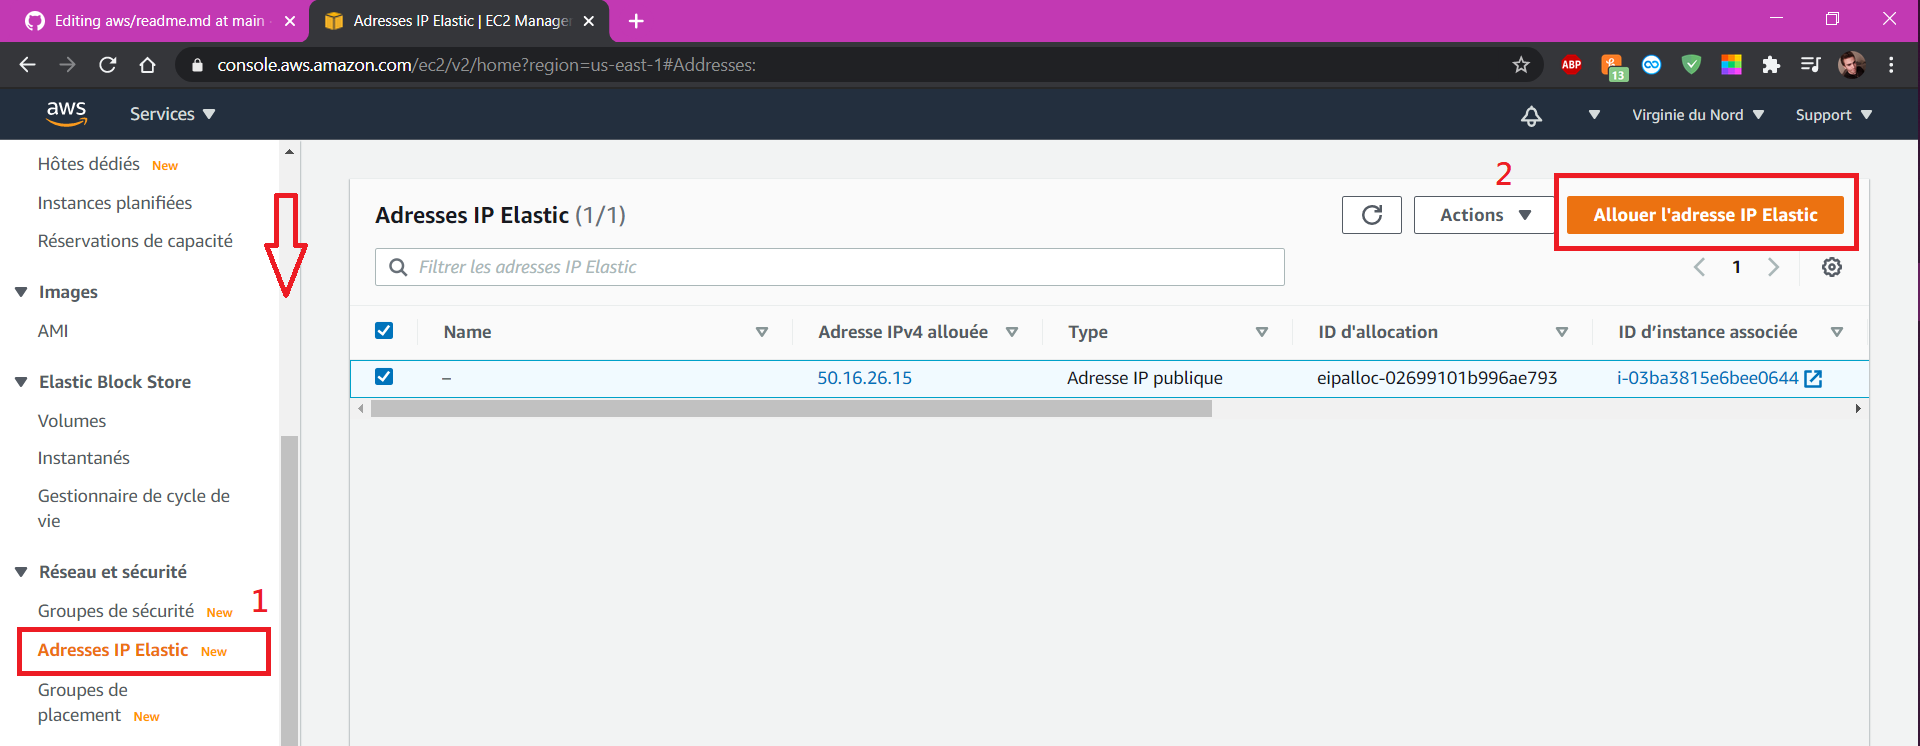 Editing aws/readme.md at main
Adresses IP Elastic | EC2 Manager
console.aws.amazon.com/ec2/v2/home?region=us-east-1#Addresses:
ABP
13
aws
Services
Virginie du Nord
Support
Hôtes dédiés New
Instances planifiées
Réservations de capacité
Images
AMI
Elastic Block Store
Volumes
Instantanés
Gestionnaire de cycle de
vie
Réseau et sécurité
Groupes de sécurité New
1
Adresses IP Elastic New
Groupes de
placement New
2
Adresses IP Elastic (1/1)
Actions
Allouer l'adresse IP Elastic
Filtrer les adresses IP Elastic
1
Name Adresse IPv4 allouée Type ID d'allocation ID d’instance associée
– 50.16.26.15 Adresse IP publique eipalloc-02699101b996ae793 i-03ba3815e6bee0644